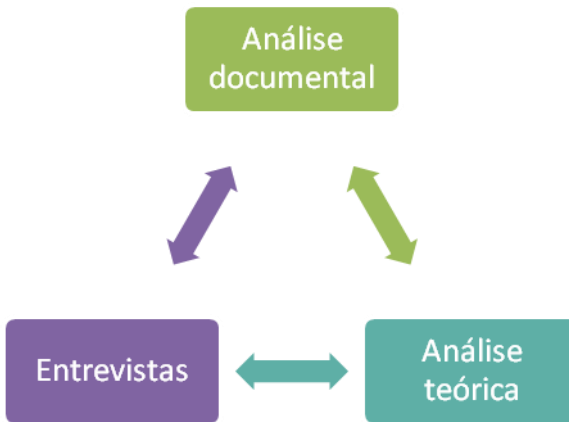 Análise
documental
Entrevistas
Análise
teórica